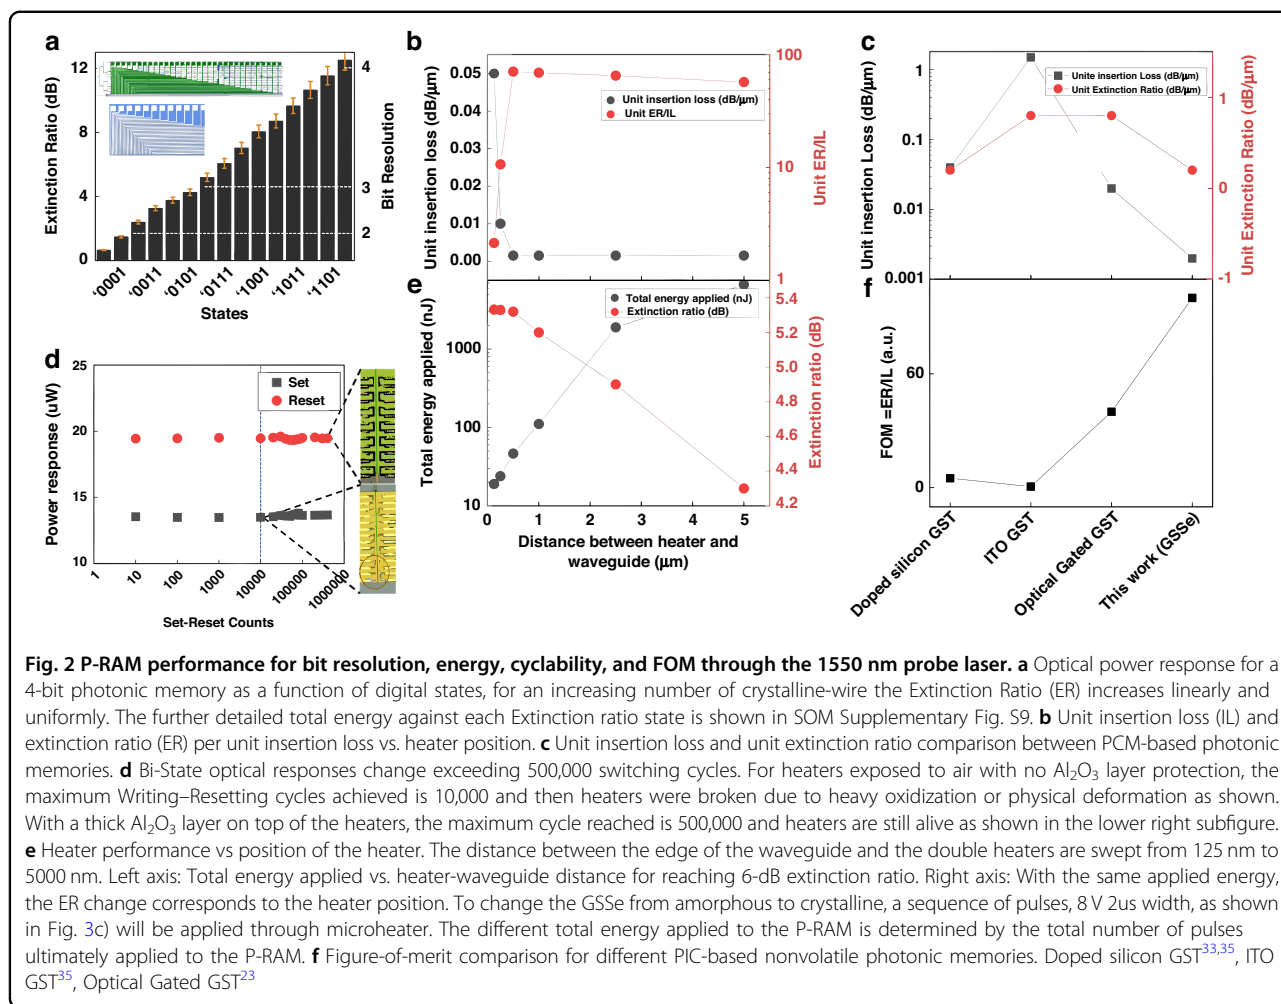 a
Extinction Ratio (dB)
12
8
4
0
4
3
2
Bit Resolution
'0001
'0011
'0101
'0111
'1001
'1011
'1101
States
b
Unit insertion loss (dB/μm)
0.05
0.04
0.03
0.02
0.01
0.00
Unit insertion loss (dB/μm)
Unit ER/IL
100
10
1
Unit ER/IL
c
Unit insertion Loss (dB/μm)
1
0.1
0.01
0.001
Unite insertion Loss (dB/μm)
Unit Extinction Ratio (dB/μm)
1
0
-1
Unit Extinction Ratio (dB/μm)
d
Power response (uW)
25
20
15
10
Set
Reset
1
10
100
1000
10000
100000
1000000
Set-Reset Counts
e
Total energy applied (nJ)
1000
100
10
Total energy applied (nJ)
Extinction ratio (dB)
5.4
5.2
5.0
4.8
4.6
4.4
4.2
Extinction ratio (dB)
0
1
2
3
4
5
Distance between heater and
waveguide (μm)
f
FOM =ER/IL (a.u.)
60
0
Doped silicon GST
ITO GST
Optical Gated GST
This work (GSSe)
Fig. 2 P-RAM performance for bit resolution, energy, cyclability, and FOM through the 1550 nm probe laser. a Optical power response for a
4-bit photonic memory as a function of digital states, for an increasing number of crystalline-wire the Extinction Ratio (ER) increases linearly and
uniformly. The further detailed total energy against each Extinction ratio state is shown in SOM Supplementary Fig. S9. b Unit insertion loss (IL) and
extinction ratio (ER) per unit insertion loss vs. heater position. c Unit insertion loss and unit extinction ratio comparison between PCM-based photonic
memories. d Bi-State optical responses change exceeding 500,000 switching cycles. For heaters exposed to air with no Al₂O₃ layer protection, the
maximum Writing–Resetting cycles achieved is 10,000 and then heaters were broken due to heavy oxidization or physical deformation as shown.
With a thick Al₂O₃ layer on top of the heaters, the maximum cycle reached is 500,000 and heaters are still alive as shown in the lower right subfigure.
e Heater performance vs position of the heater. The distance between the edge of the waveguide and the double heaters are swept from 125 nm to
5000 nm. Left axis: Total energy applied vs. heater-waveguide distance for reaching 6-dB extinction ratio. Right axis: With the same applied energy,
the ER change corresponds to the heater position. To change the GSSe from amorphous to crystalline, a sequence of pulses, 8 V 2us width, as shown
in Fig. 3c) will be applied through microheater. The different total energy applied to the P-RAM is determined by the total number of pulses
ultimately applied to the P-RAM. f Figure-of-merit comparison for different PIC-based nonvolatile photonic memories. Doped silicon GST³³,³⁵, ITO
GST³⁵, Optical Gated GST²³